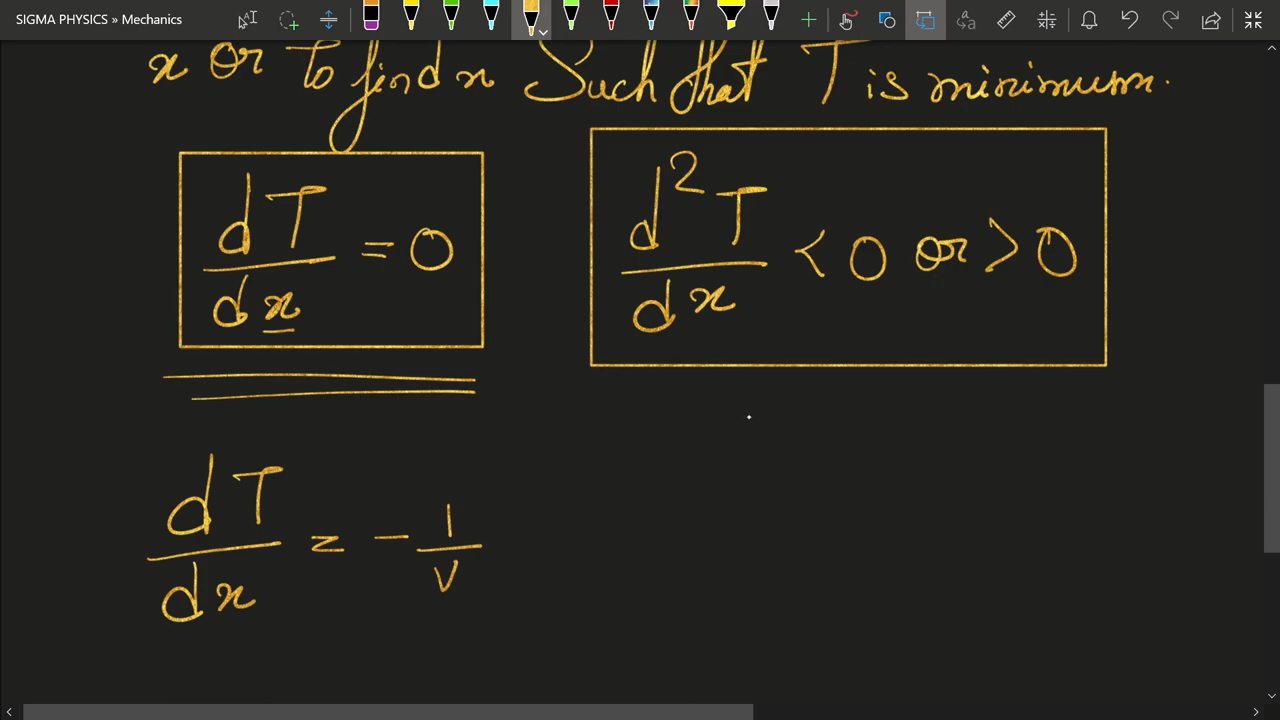 SIGMA PHYSICS » Mechanics
x or to find x Such that T is minimum.
dT/dx = 0
d²T/dx < 0 or > 0
dT/dx = - 1/v